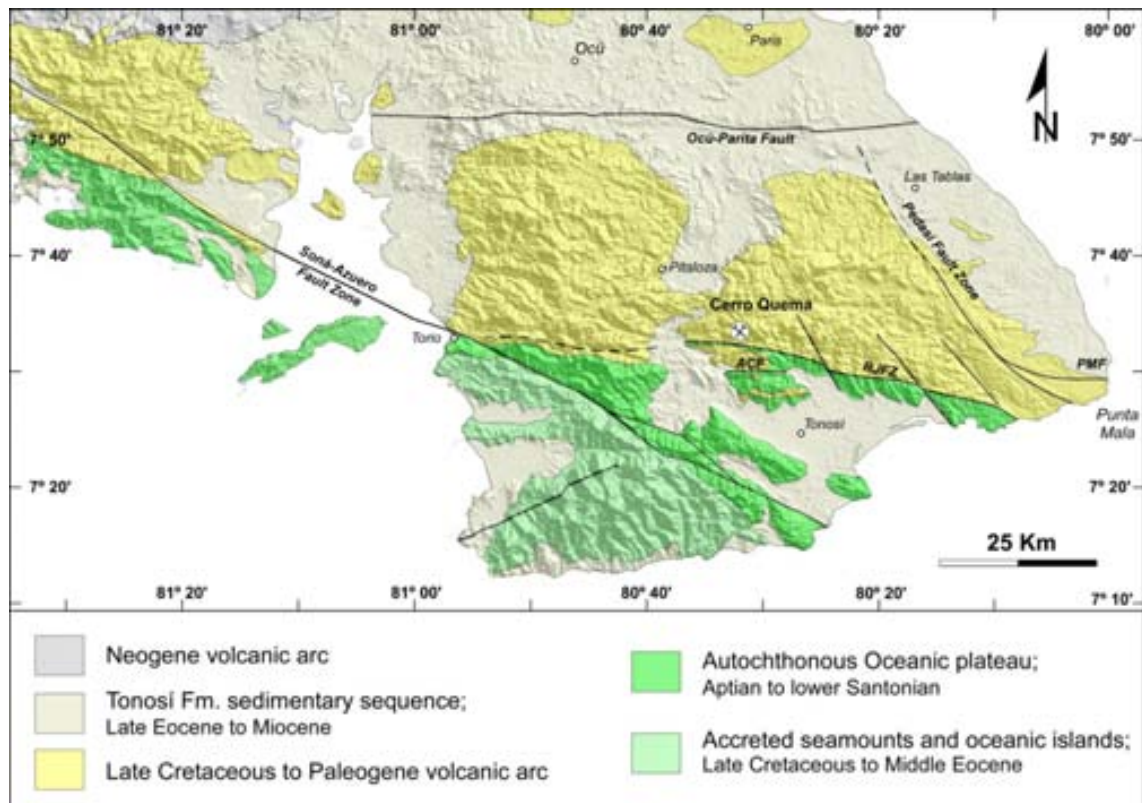 81° 20'
81° 00'
80° 40'
80° 20'
80° 00'
Ocú
Paris
N
7° 50'
Ocú-Parita Fault
7° 50'
Las Tablas
Pedasí Fault Zone
7° 40'
Soná-Azuero
Fault Zone
Pitaloza
7° 40'
Cerro Quema
Torio
ACF
RJFZ
PMF
Punta
Mala
Tonosí
7° 20'
7° 20'
25 Km
81° 20'
81° 00'
80° 40'
80° 20'
7° 10'
Neogene volcanic arc
Tonosí Fm. sedimentary sequence;
Late Eocene to Miocene
Late Cretaceous to Paleogene volcanic arc
Autochthonous Oceanic plateau;
Aptian to lower Santonian
Accreted seamounts and oceanic islands;
Late Cretaceous to Middle Eocene